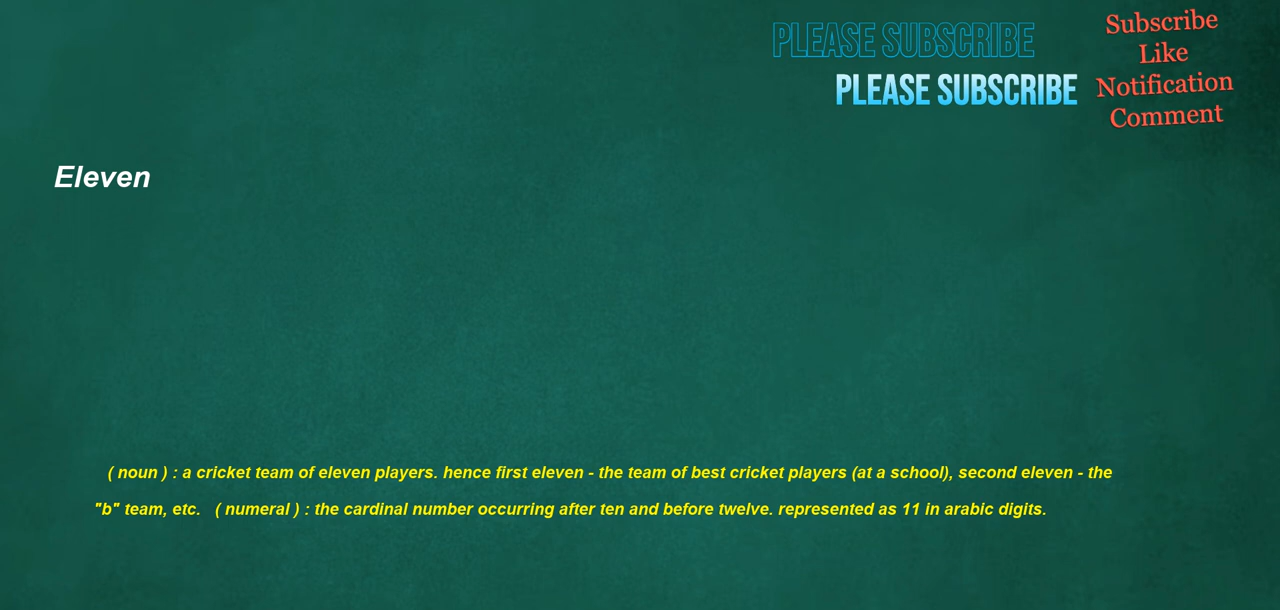 PLEASE SUBSCRIBE
PLEASE SUBSCRIBE
Subscribe
Like
Notification
Comment
Eleven
( noun ) : a cricket team of eleven players. hence first eleven - the team of best cricket players (at a school), second eleven - the
"b" team, etc. ( numeral ) : the cardinal number occurring after ten and before twelve. represented as 11 in arabic digits.